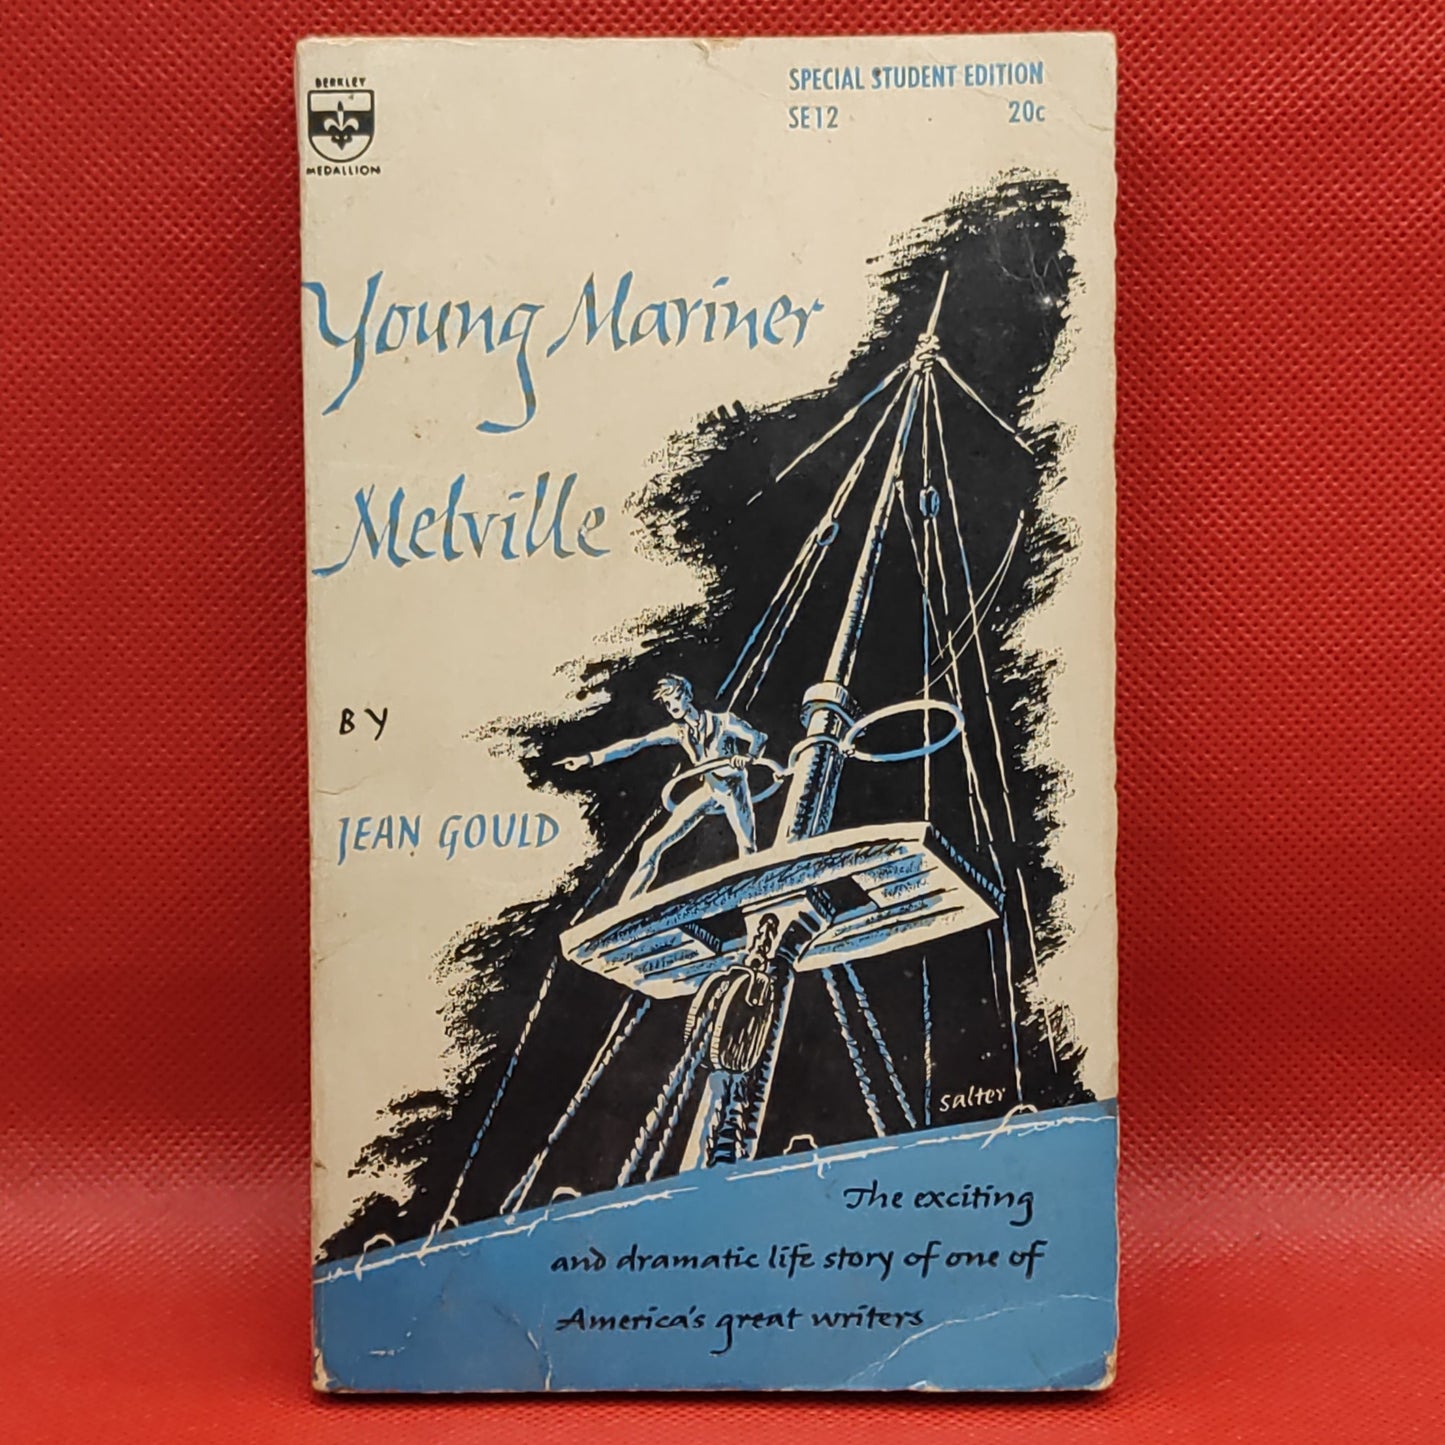 BERKLEY
MEDALLION
SPECIAL STUDENT EDITION
SE12 20c
Young Mariner
Melville
BY
JEAN GOULD
salter
The exciting
and dramatic life story of one of
America's great writers